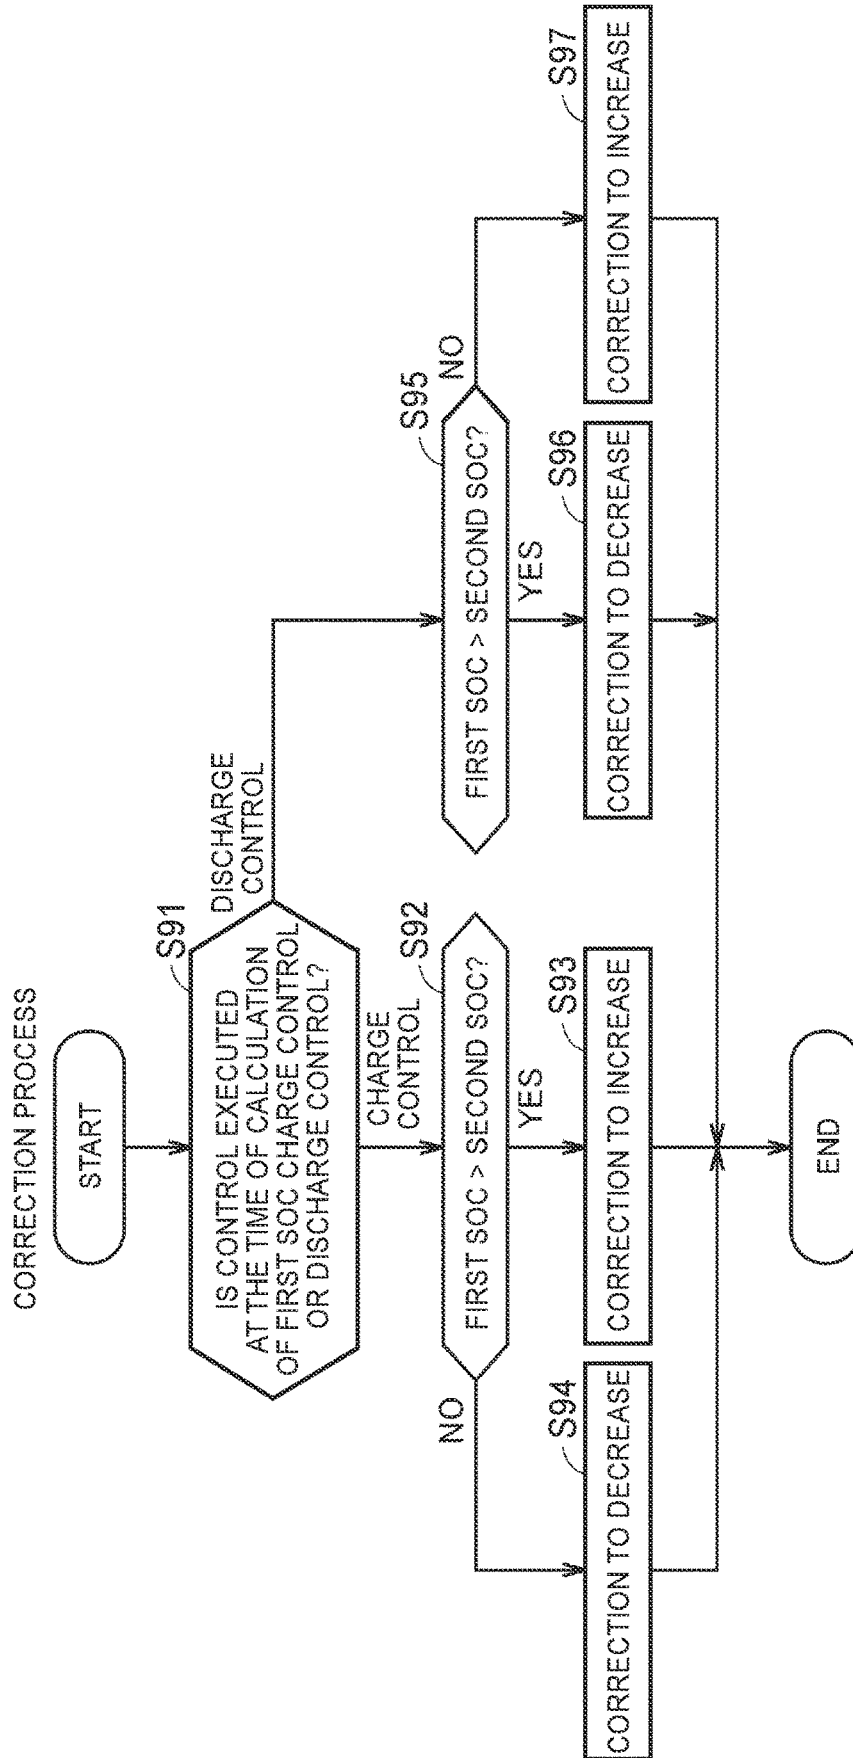 CORRECTION PROCESS
START
S91
IS CONTROL EXECUTED
AT THE TIME OF CALCULATION
OF FIRST SOC CHARGE CONTROL
OR DISCHARGE CONTROL?
DISCHARGE
CONTROL
CHARGE
CONTROL
S92
FIRST SOC > SECOND SOC?
NO
YES
S95
FIRST SOC > SECOND SOC?
NO
YES
S94
CORRECTION TO DECREASE
S93
CORRECTION TO INCREASE
S96
CORRECTION TO DECREASE
S97
CORRECTION TO INCREASE
END